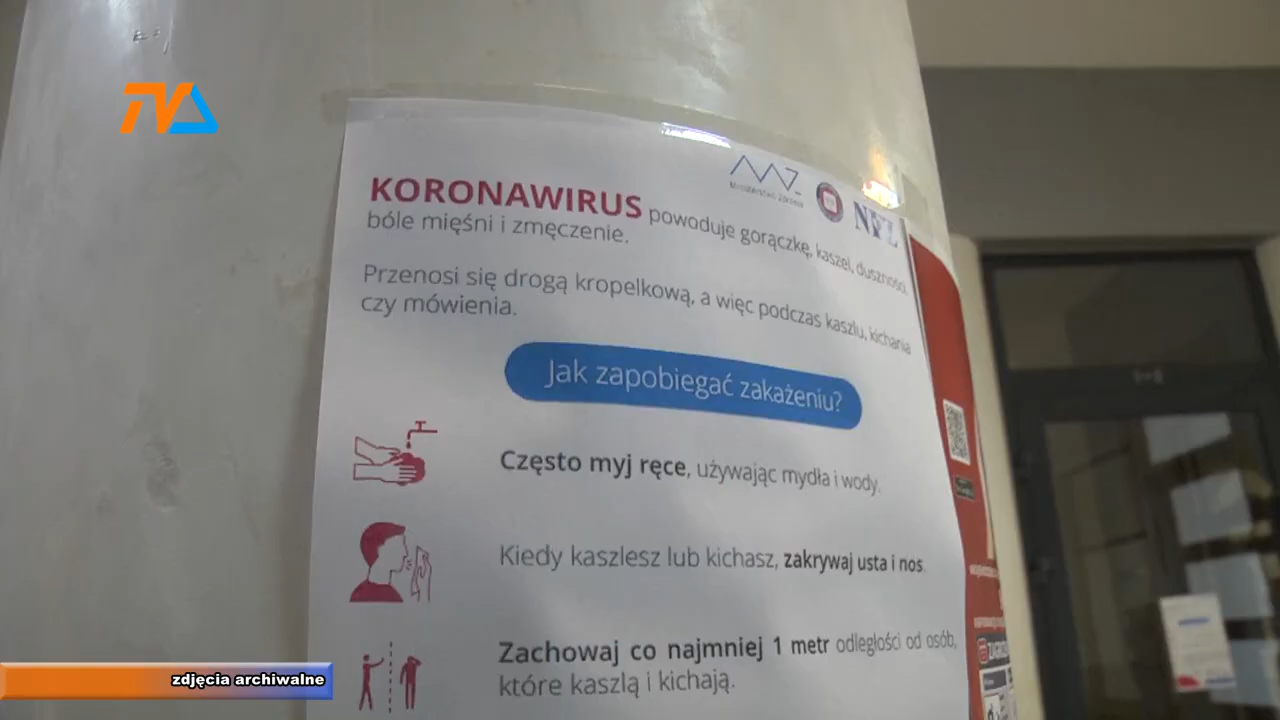 TVA
Ministerstwo Zdrowia
NFZ
KORONAWIRUS powoduje gorączkę, kaszel, duszności,
bóle mięśni i zmęczenie.
Przenosi się drogą kropelkową, a więc podczas kaszlu, kichania
czy mówienia.
Jak zapobiegać zakażeniu?
Często myj ręce, używając mydła i wody.
Kiedy kaszlesz lub kichasz, zakrywaj usta i nos.
Zachowaj co najmniej 1 metr odległości od osób,
które kaszlą i kichają.
zdjęcia archiwalne